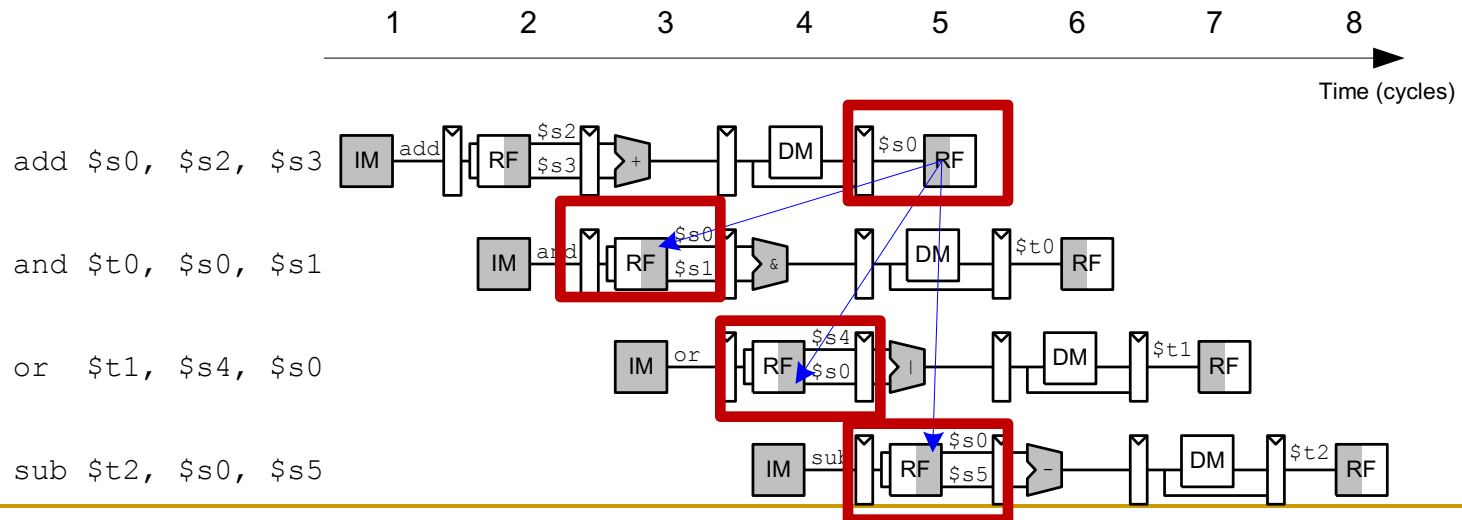 1 2 3 4 5 6 7 8
Time (cycles)
add $s0, $s2, $s3 IM add RF $s2 $s3 + DM $s0 RF
and $t0, $s0, $s1 IM and RF $s0 $s1 & DM $t0 RF
or $t1, $s4, $s0 IM or RF $s4 $s0 | DM $t1 RF
sub $t2, $s0, $s5 IM sub RF $s0 $s5 - DM $t2 RF